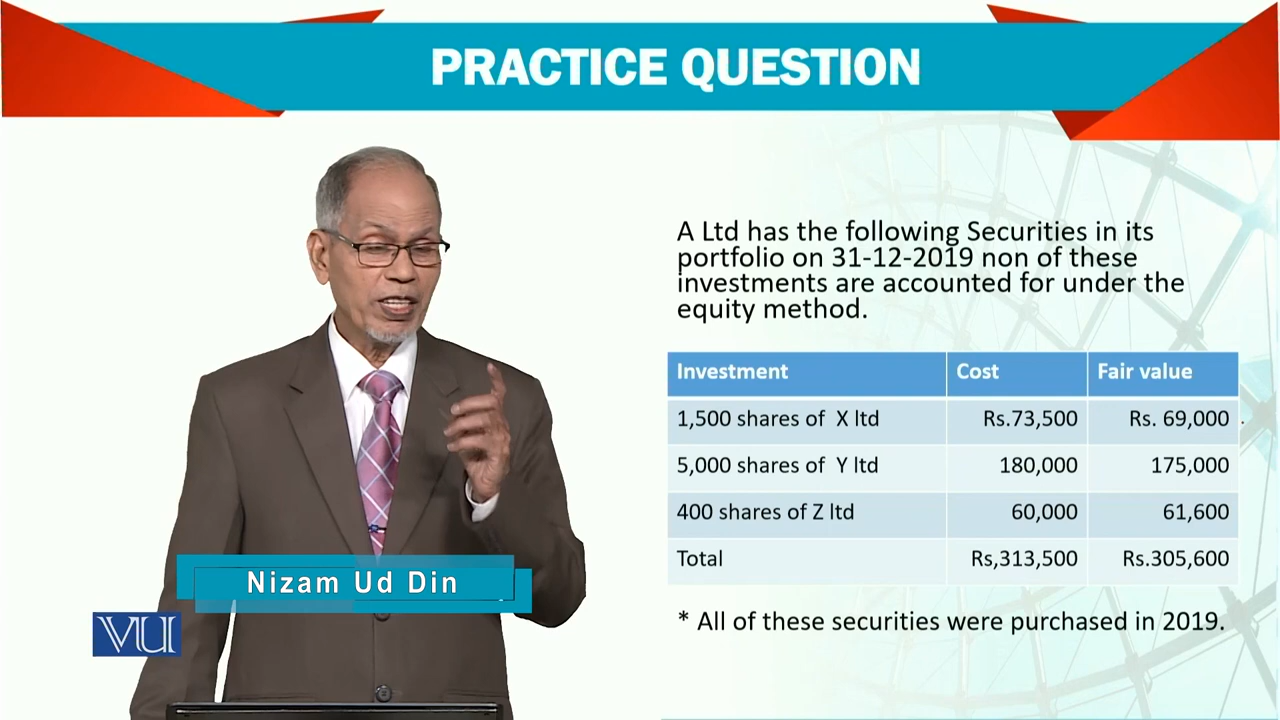 PRACTICE QUESTION
A Ltd has the following Securities in its
portfolio on 31-12-2019 non of these
investments are accounted for under the
equity method.
Investment Cost Fair value
1,500 shares of X ltd Rs.73,500 Rs. 69,000
5,000 shares of Y ltd 180,000 175,000
400 shares of Z ltd 60,000 61,600
Total Rs,313,500 Rs.305,600
* All of these securities were purchased in 2019.
Nizam Ud Din
VU